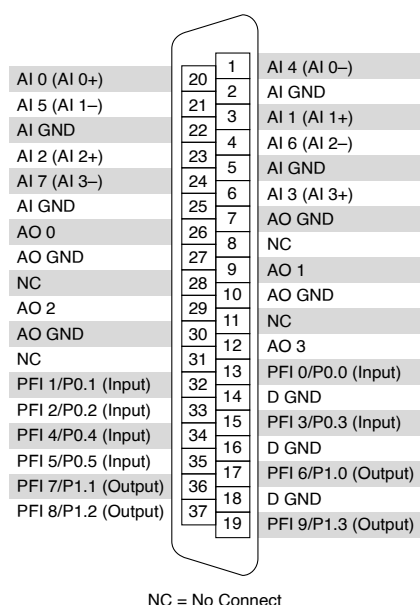 AI 0 (AI 0+)
AI 5 (AI 1–)
AI GND
AI 2 (AI 2+)
AI 7 (AI 3–)
AI GND
AO 0
AO GND
NC
AO 2
AO GND
NC
PFI 1/P0.1 (Input)
PFI 2/P0.2 (Input)
PFI 4/P0.4 (Input)
PFI 5/P0.5 (Input)
PFI 7/P1.1 (Output)
PFI 8/P1.2 (Output)
20
21
22
23
24
25
26
27
28
29
30
31
32
33
34
35
36
37
1
2
3
4
5
6
7
8
9
10
11
12
13
14
15
16
17
18
19
AI 4 (AI 0–)
AI GND
AI 1 (AI 1+)
AI 6 (AI 2–)
AI GND
AI 3 (AI 3+)
AO GND
NC
AO 1
AO GND
NC
AO 3
PFI 0/P0.0 (Input)
D GND
PFI 3/P0.3 (Input)
D GND
PFI 6/P1.0 (Output)
D GND
PFI 9/P1.3 (Output)
NC = No Connect